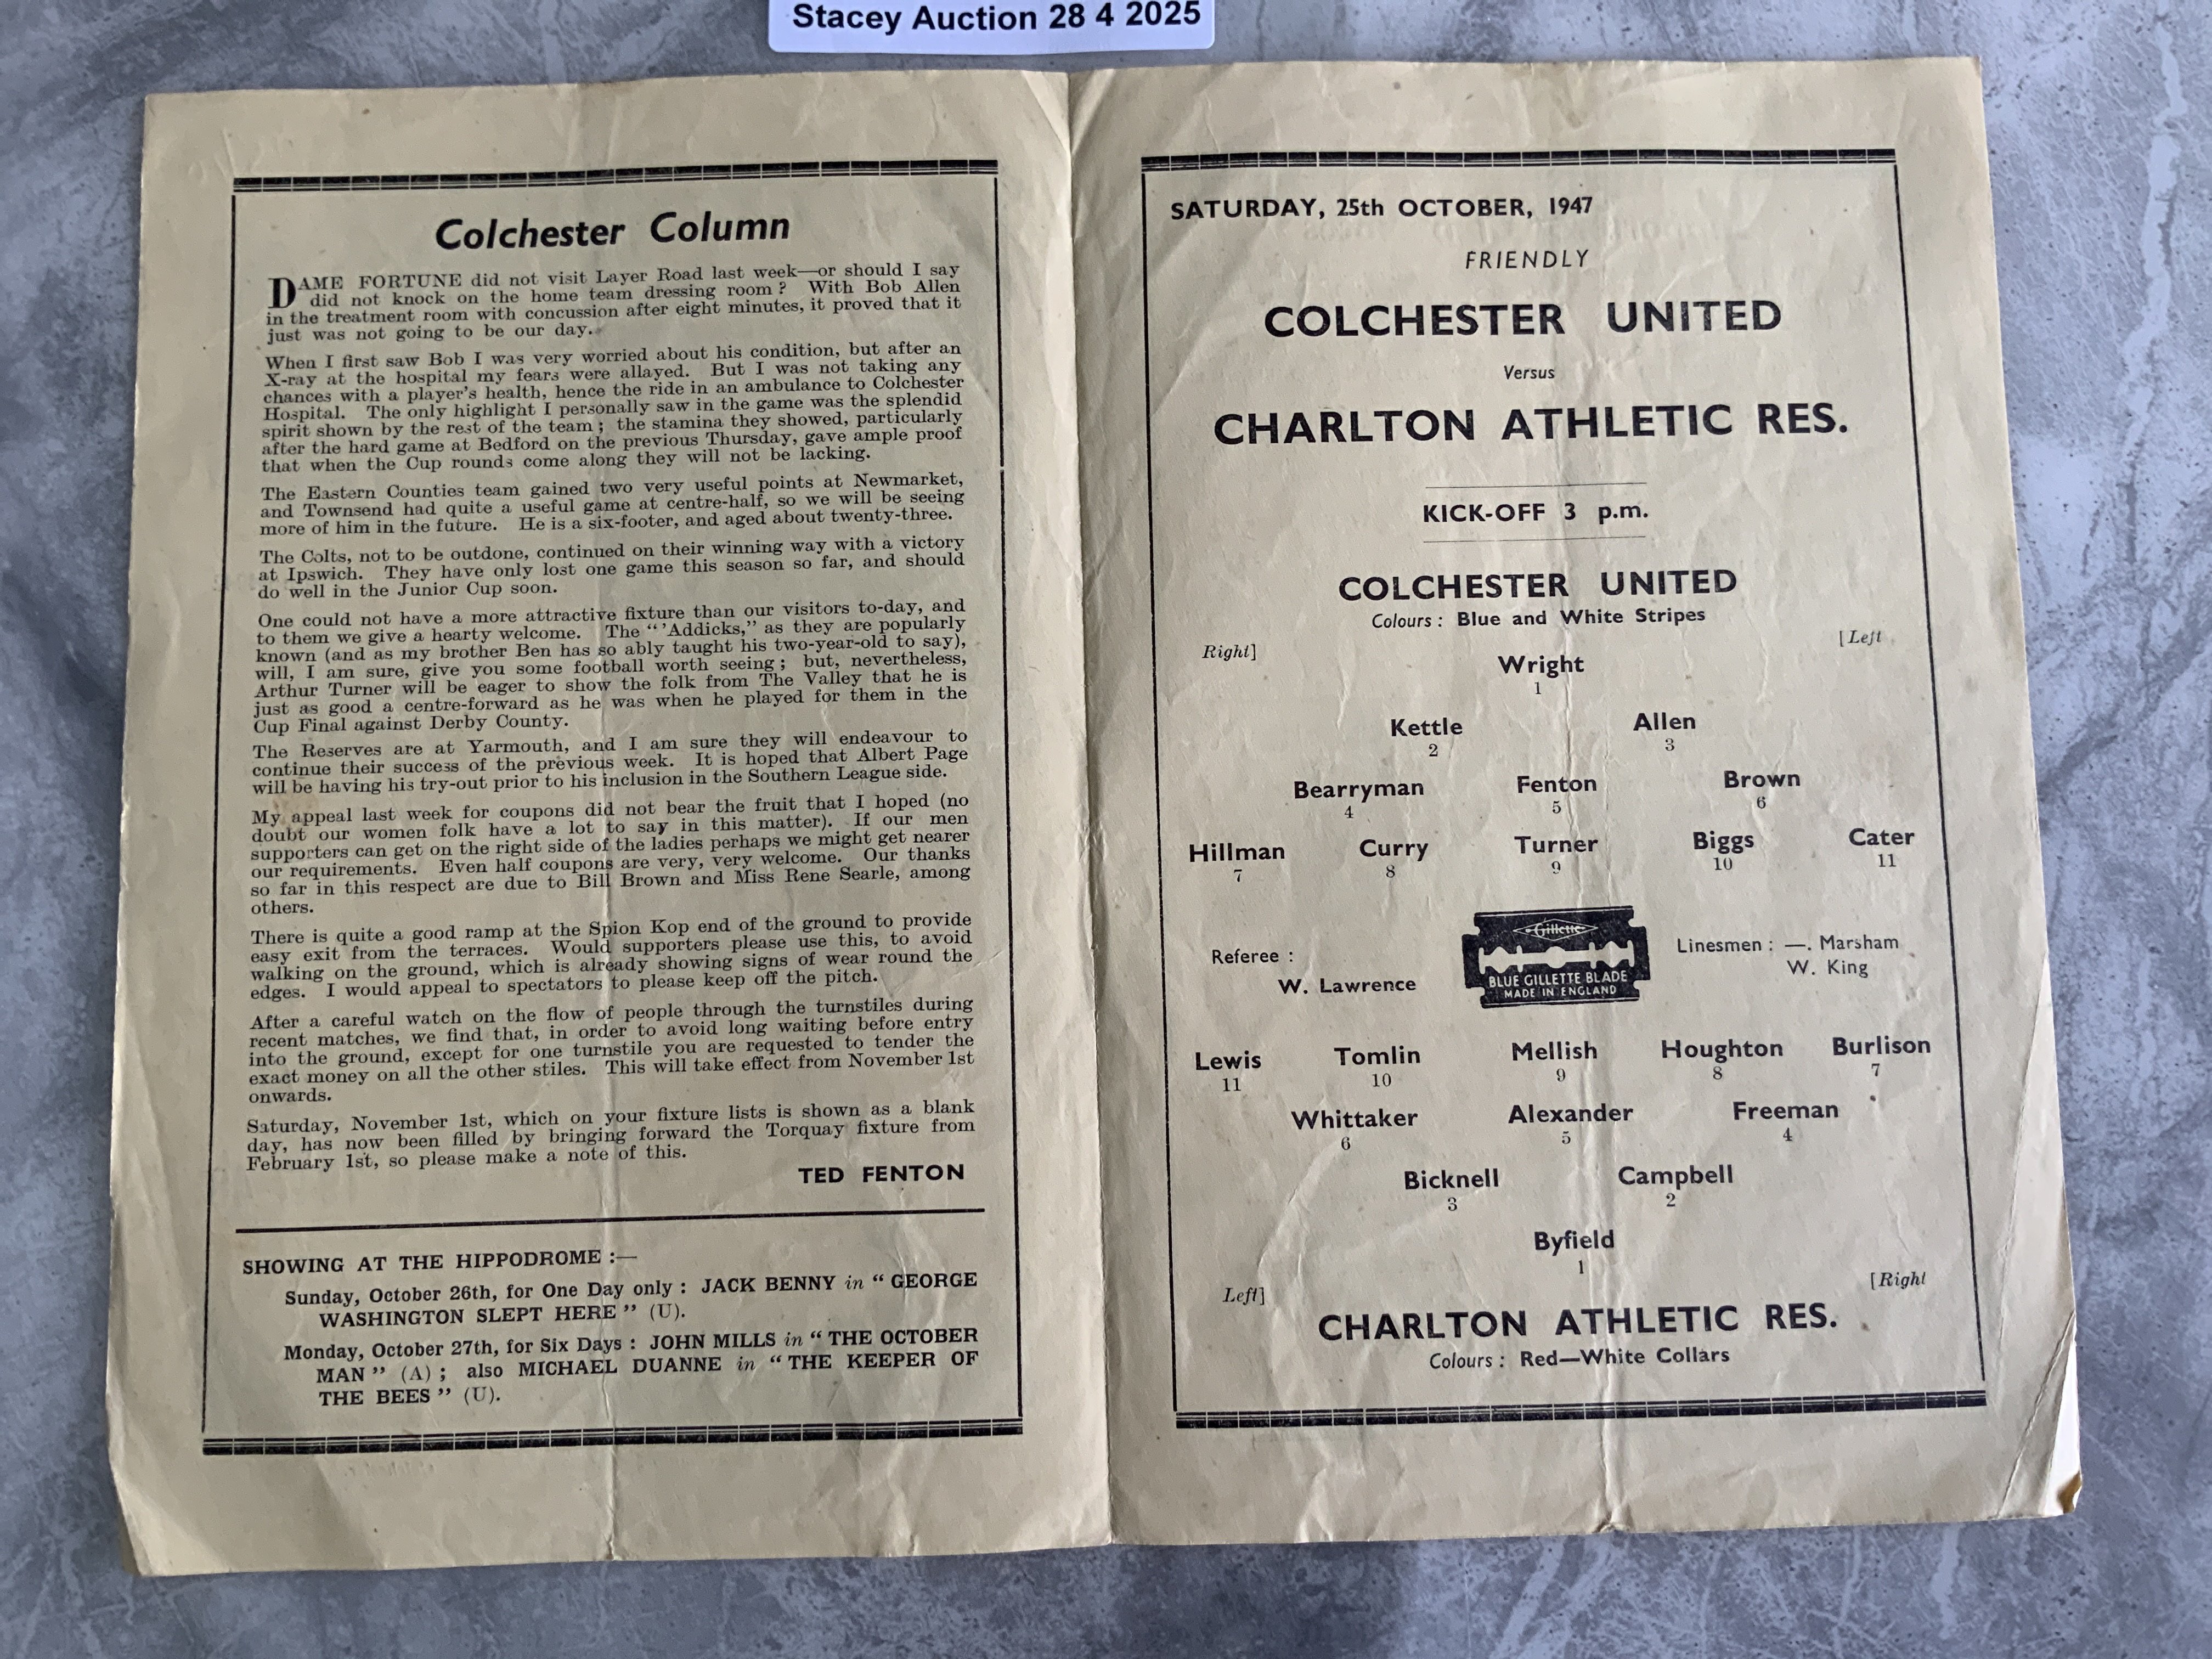 Stacey Auction 28 4 2025
Colchester Column
DAME FORTUNE did not visit Layer Road last week—or should I say
did not knock on the home team dressing room? With Bob Allen
in the treatment room with concussion after eight minutes, it proved that it
just was not going to be our day.
When I first saw Bob I was very worried about his condition, but after an
X-ray at the hospital my fears were allayed. But I was not taking any
chances with a player's health, hence the ride in an ambulance to Colchester
Hospital. The only highlight I personally saw in the game was the splendid
spirit shown by the rest of the team; the stamina they showed, particularly
after the hard game at Bedford on the previous Thursday, gave ample proof
that when the Cup rounds come along they will not be lacking.
The Eastern Counties team gained two very useful points at Newmarket,
and Townsend had quite a useful game at centre-half, so we will be seeing
more of him in the future. He is a six-footer, and aged about twenty-three.
The Colts, not to be outdone, continued on their winning way with a victory
at Ipswich. They have only lost one game this season so far, and should
do well in the Junior Cup soon.
One could not have a more attractive fixture than our visitors to-day, and
to them we give a hearty welcome. The "'Addicks," as they are popularly
known (and as my brother Ben has so ably taught his two-year-old to say),
will, I am sure, give you some football worth seeing; but, nevertheless,
Arthur Turner will be eager to show the folk from The Valley that he is
just as good a centre-forward as he was when he played for them in the
Cup Final against Derby County.
The Reserves are at Yarmouth, and I am sure they will endeavour to
continue their success of the previous week. It is hoped that Albert Page
will be having his try-out prior to his inclusion in the Southern League side.
My appeal last week for coupons did not bear the fruit that I hoped (no
doubt our women folk have a lot to say in this matter). If our men
supporters can get on the right side of the ladies perhaps we might get nearer
our requirements. Even half coupons are very, very welcome. Our thanks
so far in this respect are due to Bill Brown and Miss Rene Searle, among
others.
There is quite a good ramp at the Spion Kop end of the ground to provide
easy exit from the terraces. Would supporters please use this, to avoid
walking on the ground, which is already showing signs of wear round the
edges. I would appeal to spectators to please keep off the pitch.
After a careful watch on the flow of people through the turnstiles during
recent matches, we find that, in order to avoid long waiting before entry
into the ground, except for one turnstile you are requested to tender the
exact money on all the other stiles. This will take effect from November 1st
onwards.
Saturday, November 1st, which on your fixture lists is shown as a blank
day, has now been filled by bringing forward the Torquay fixture from
February 1st, so please make a note of this.
TED FENTON
SHOWING AT THE HIPPODROME :—
Sunday, October 26th, for One Day only : JACK BENNY in "GEORGE
WASHINGTON SLEPT HERE" (U).
Monday, October 27th, for Six Days : JOHN MILLS in "THE OCTOBER
MAN" (A) ; also MICHAEL DUANNE in "THE KEEPER OF
THE BEES" (U).
SATURDAY, 25th OCTOBER, 1947
FRIENDLY
COLCHESTER UNITED
Versus
CHARLTON ATHLETIC RES.
KICK-OFF 3 p.m.
COLCHESTER UNITED
Colours : Blue and White Stripes
Right] [Left
Wright
1
Kettle Allen
2 3
Bearryman Fenton Brown
4 5 6
Hillman Curry Turner Biggs Cater
7 8 9 10 11
Referee :
W. Lawrence
Gillette
BLUE GILLETTE BLADE
MADE IN ENGLAND
Linesmen : —. Marsham
W. King
Lewis Tomlin Mellish Houghton Burlison
11 10 9 8 7
Whittaker Alexander Freeman
6 5 4
Bicknell Campbell
3 2
Byfield
1
Left] [Right
CHARLTON ATHLETIC RES.
Colours : Red—White Collars